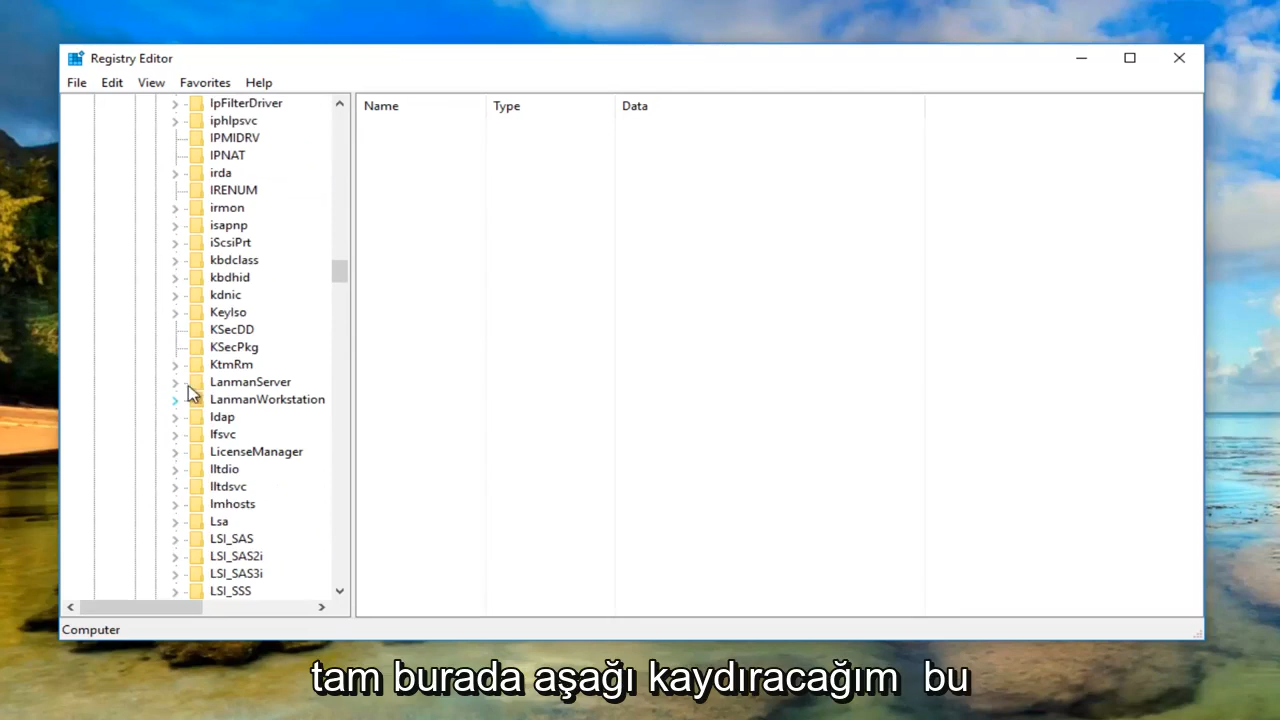 Registry Editor
File Edit View Favorites Help
Name Type Data
IpFilterDriver
iphlpsvc
IPMIDRV
IPNAT
irda
IRENUM
irmon
isapnp
iScsiPrt
kbdclass
kbdhid
kdnic
KeyIso
KSecDD
KSecPkg
KtmRm
LanmanServer
LanmanWorkstation
ldap
lfsvc
LicenseManager
lltdio
lltdsvc
lmhosts
Lsa
LSI_SAS
LSI_SAS2i
LSI_SAS3i
LSI_SSS
Computer
tam burada aşağı kaydıracağım bu